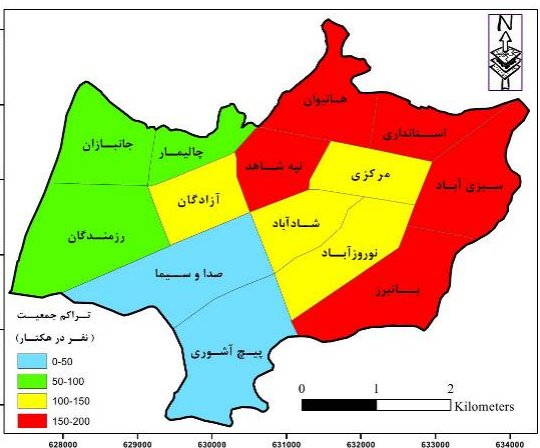 N
هانیوان
استانداری
جانبازان
چالیمار
تپه شاهد
مرکزی
سبزی آباد
آزادگان
شادآباد
رزمندگان
نوروزآباد
صدا و سیما
بانبرز
پیچ آشوری
تراکم جمعیت
(نفر در هکتار)
0-50
50-100
100-150
150-200
0 1 2
Kilometers
628000 629000 630000 631000 632000 633000 634000